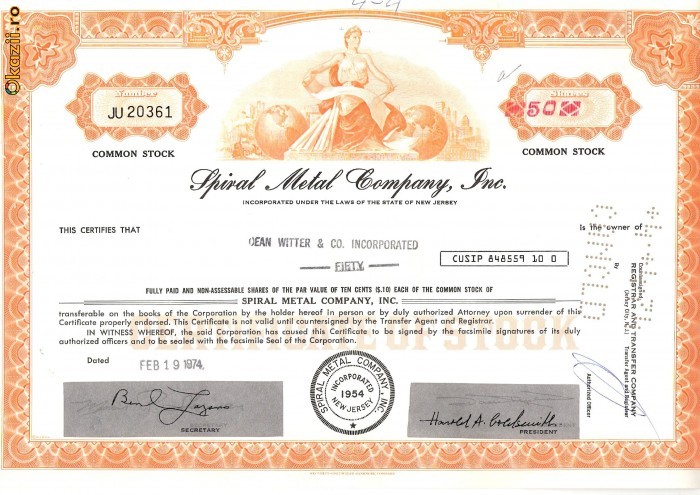 Okazii.ro
Number
JU 20361
COMMON STOCK
Shares
50
COMMON STOCK
Spiral Metal Company, Inc.
INCORPORATED UNDER THE LAWS OF THE STATE OF NEW JERSEY
THIS CERTIFIES THAT
is the owner of
DEAN WITTER & CO. INCORPORATED
FIFTY
CUSIP 848559 10 0
FULLY PAID AND NON-ASSESSABLE SHARES OF THE PAR VALUE OF TEN CENTS ($.10) EACH OF THE COMMON STOCK OF
SPIRAL METAL COMPANY, INC.
transferable on the books of the Corporation by the holder hereof in person or by duly authorized Attorney upon surrender of this
Certificate properly endorsed. This Certificate is not valid until countersigned by the Transfer Agent and Registrar.
IN WITNESS WHEREOF, the said Corporation has caused this Certificate to be signed by the facsimile signatures of its duly
authorized officers and to be sealed with the facsimile Seal of the Corporation.
Dated
FEB 19 1974
SECRETARY
SPIRAL METAL COMPANY, INC.
INCORPORATED
1954
NEW JERSEY
Harold A. Goldsmith
PRESIDENT
Countersigned:
REGISTRAR AND TRANSFER COMPANY
(Jersey City, N.J.)
Transfer Agent and Registrar
By
Authorized Officer